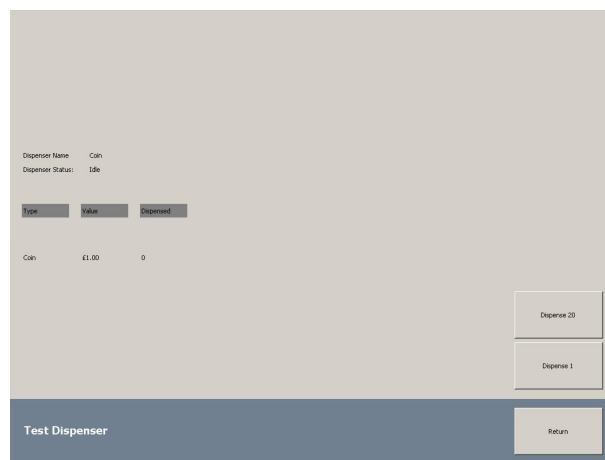 Dispenser Name Coin
Dispenser Status: Idle
Type Value Dispensed
Coin £1.00 0
Dispense 20
Dispense 1
Test Dispenser
Return